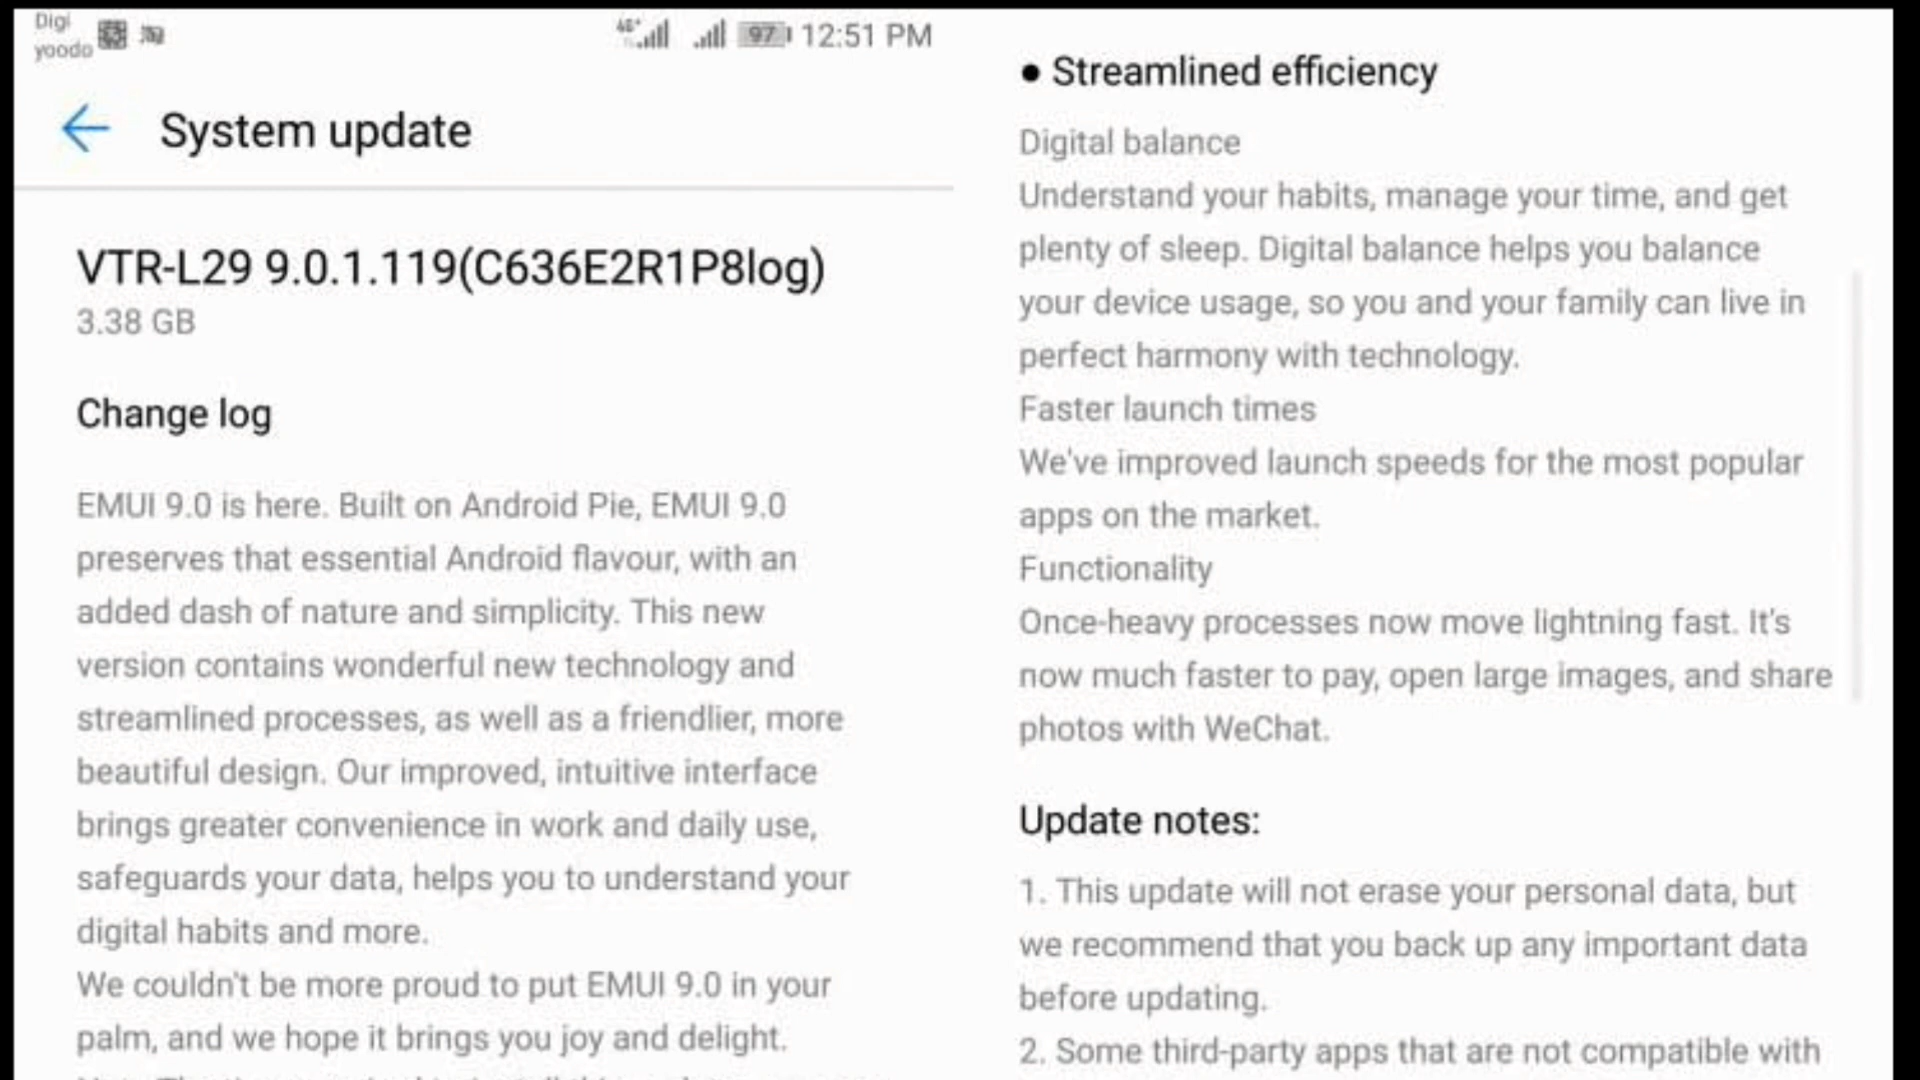 Digi
yoodo
4G+
97
12:51 PM
System update
VTR-L29 9.0.1.119(C636E2R1P8log)
3.38 GB
Change log
EMUI 9.0 is here. Built on Android Pie, EMUI 9.0
preserves that essential Android flavour, with an
added dash of nature and simplicity. This new
version contains wonderful new technology and
streamlined processes, as well as a friendlier, more
beautiful design. Our improved, intuitive interface
brings greater convenience in work and daily use,
safeguards your data, helps you to understand your
digital habits and more.
We couldn't be more proud to put EMUI 9.0 in your
palm, and we hope it brings you joy and delight.
● Streamlined efficiency
Digital balance
Understand your habits, manage your time, and get
plenty of sleep. Digital balance helps you balance
your device usage, so you and your family can live in
perfect harmony with technology.
Faster launch times
We've improved launch speeds for the most popular
apps on the market.
Functionality
Once-heavy processes now move lightning fast. It's
now much faster to pay, open large images, and share
photos with WeChat.
Update notes:
1. This update will not erase your personal data, but
we recommend that you back up any important data
before updating.
2. Some third-party apps that are not compatible with